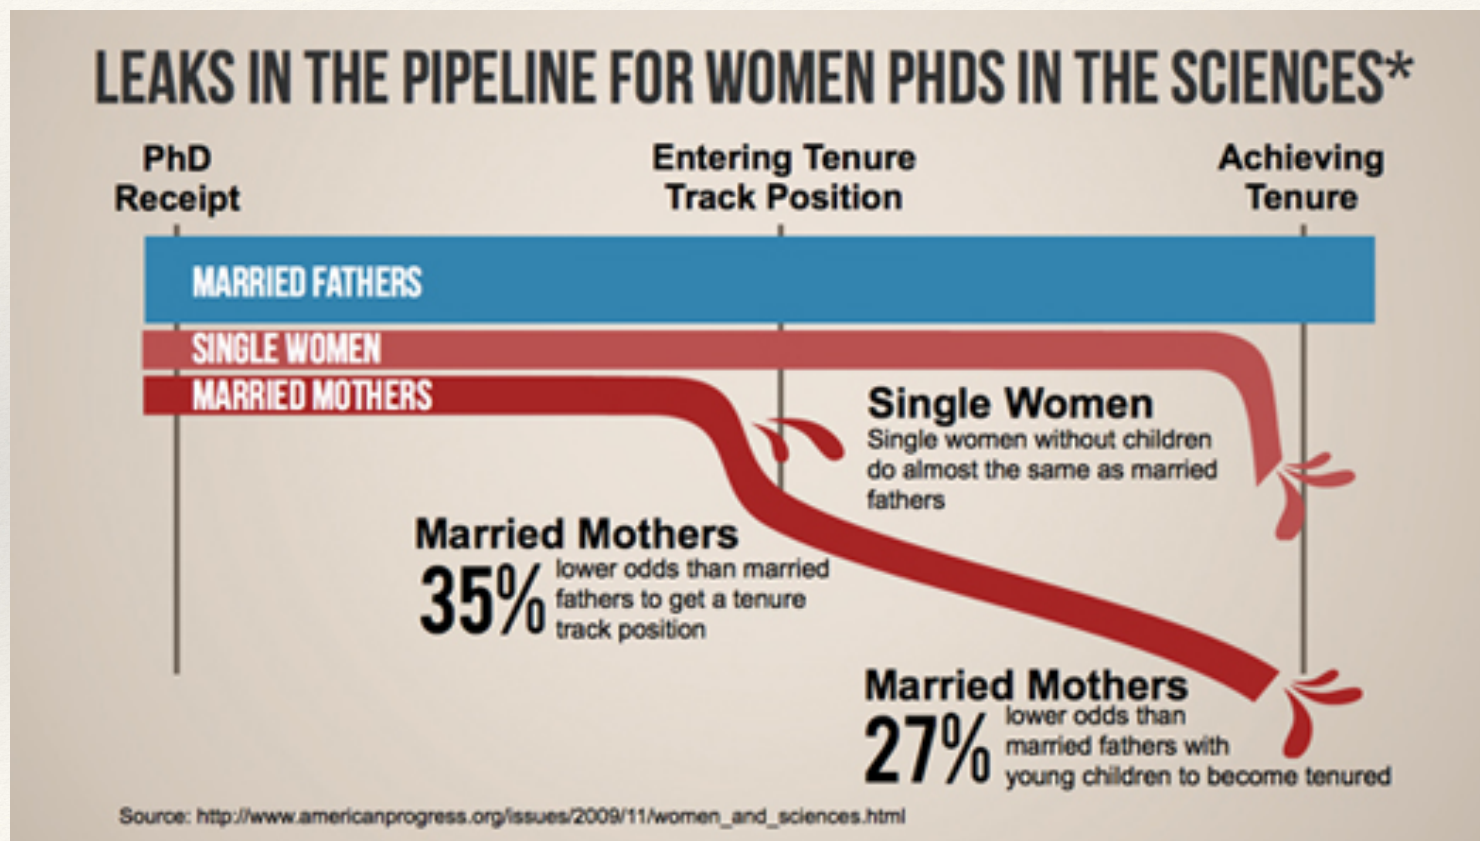 LEAKS IN THE PIPELINE FOR WOMEN PHDS IN THE SCIENCES*
PhD
Receipt
Entering Tenure
Track Position
Achieving
Tenure
MARRIED FATHERS
SINGLE WOMEN
MARRIED MOTHERS
Single Women
Single women without children
do almost the same as married
fathers
Married Mothers
35%
lower odds than married
fathers to get a tenure
track position
Married Mothers
27%
lower odds than
married fathers with
young children to become tenured
Source: http://www.americanprogress.org/issues/2009/11/women_and_sciences.html